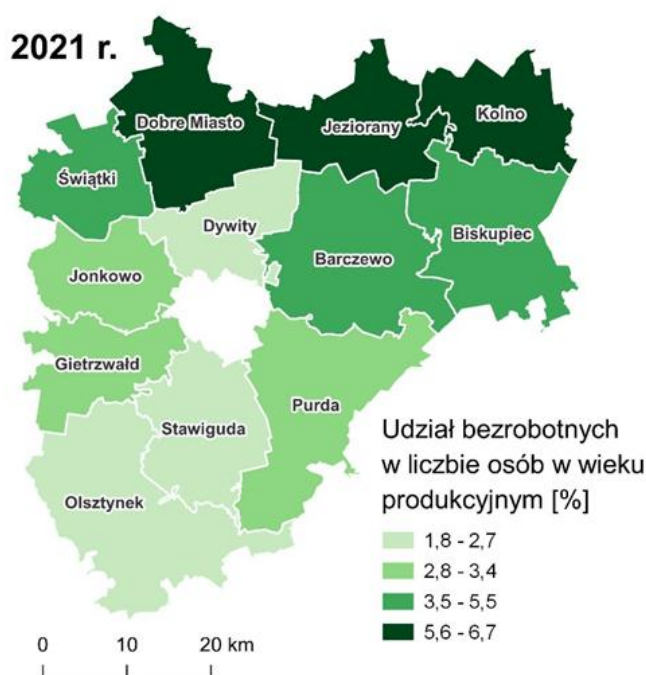 2021 r.
Dobre Miasto
Jeziorany
Kolno
Świątki
Dywity
Biskupiec
Barczewo
Jonkowo
Gietrzwałd
Purda
Stawiguda
Olsztynek
Udział bezrobotnych
w liczbie osób w wieku
produkcyjnym [%]
1,8 - 2,7
2,8 - 3,4
3,5 - 5,5
5,6 - 6,7
0 10 20 km